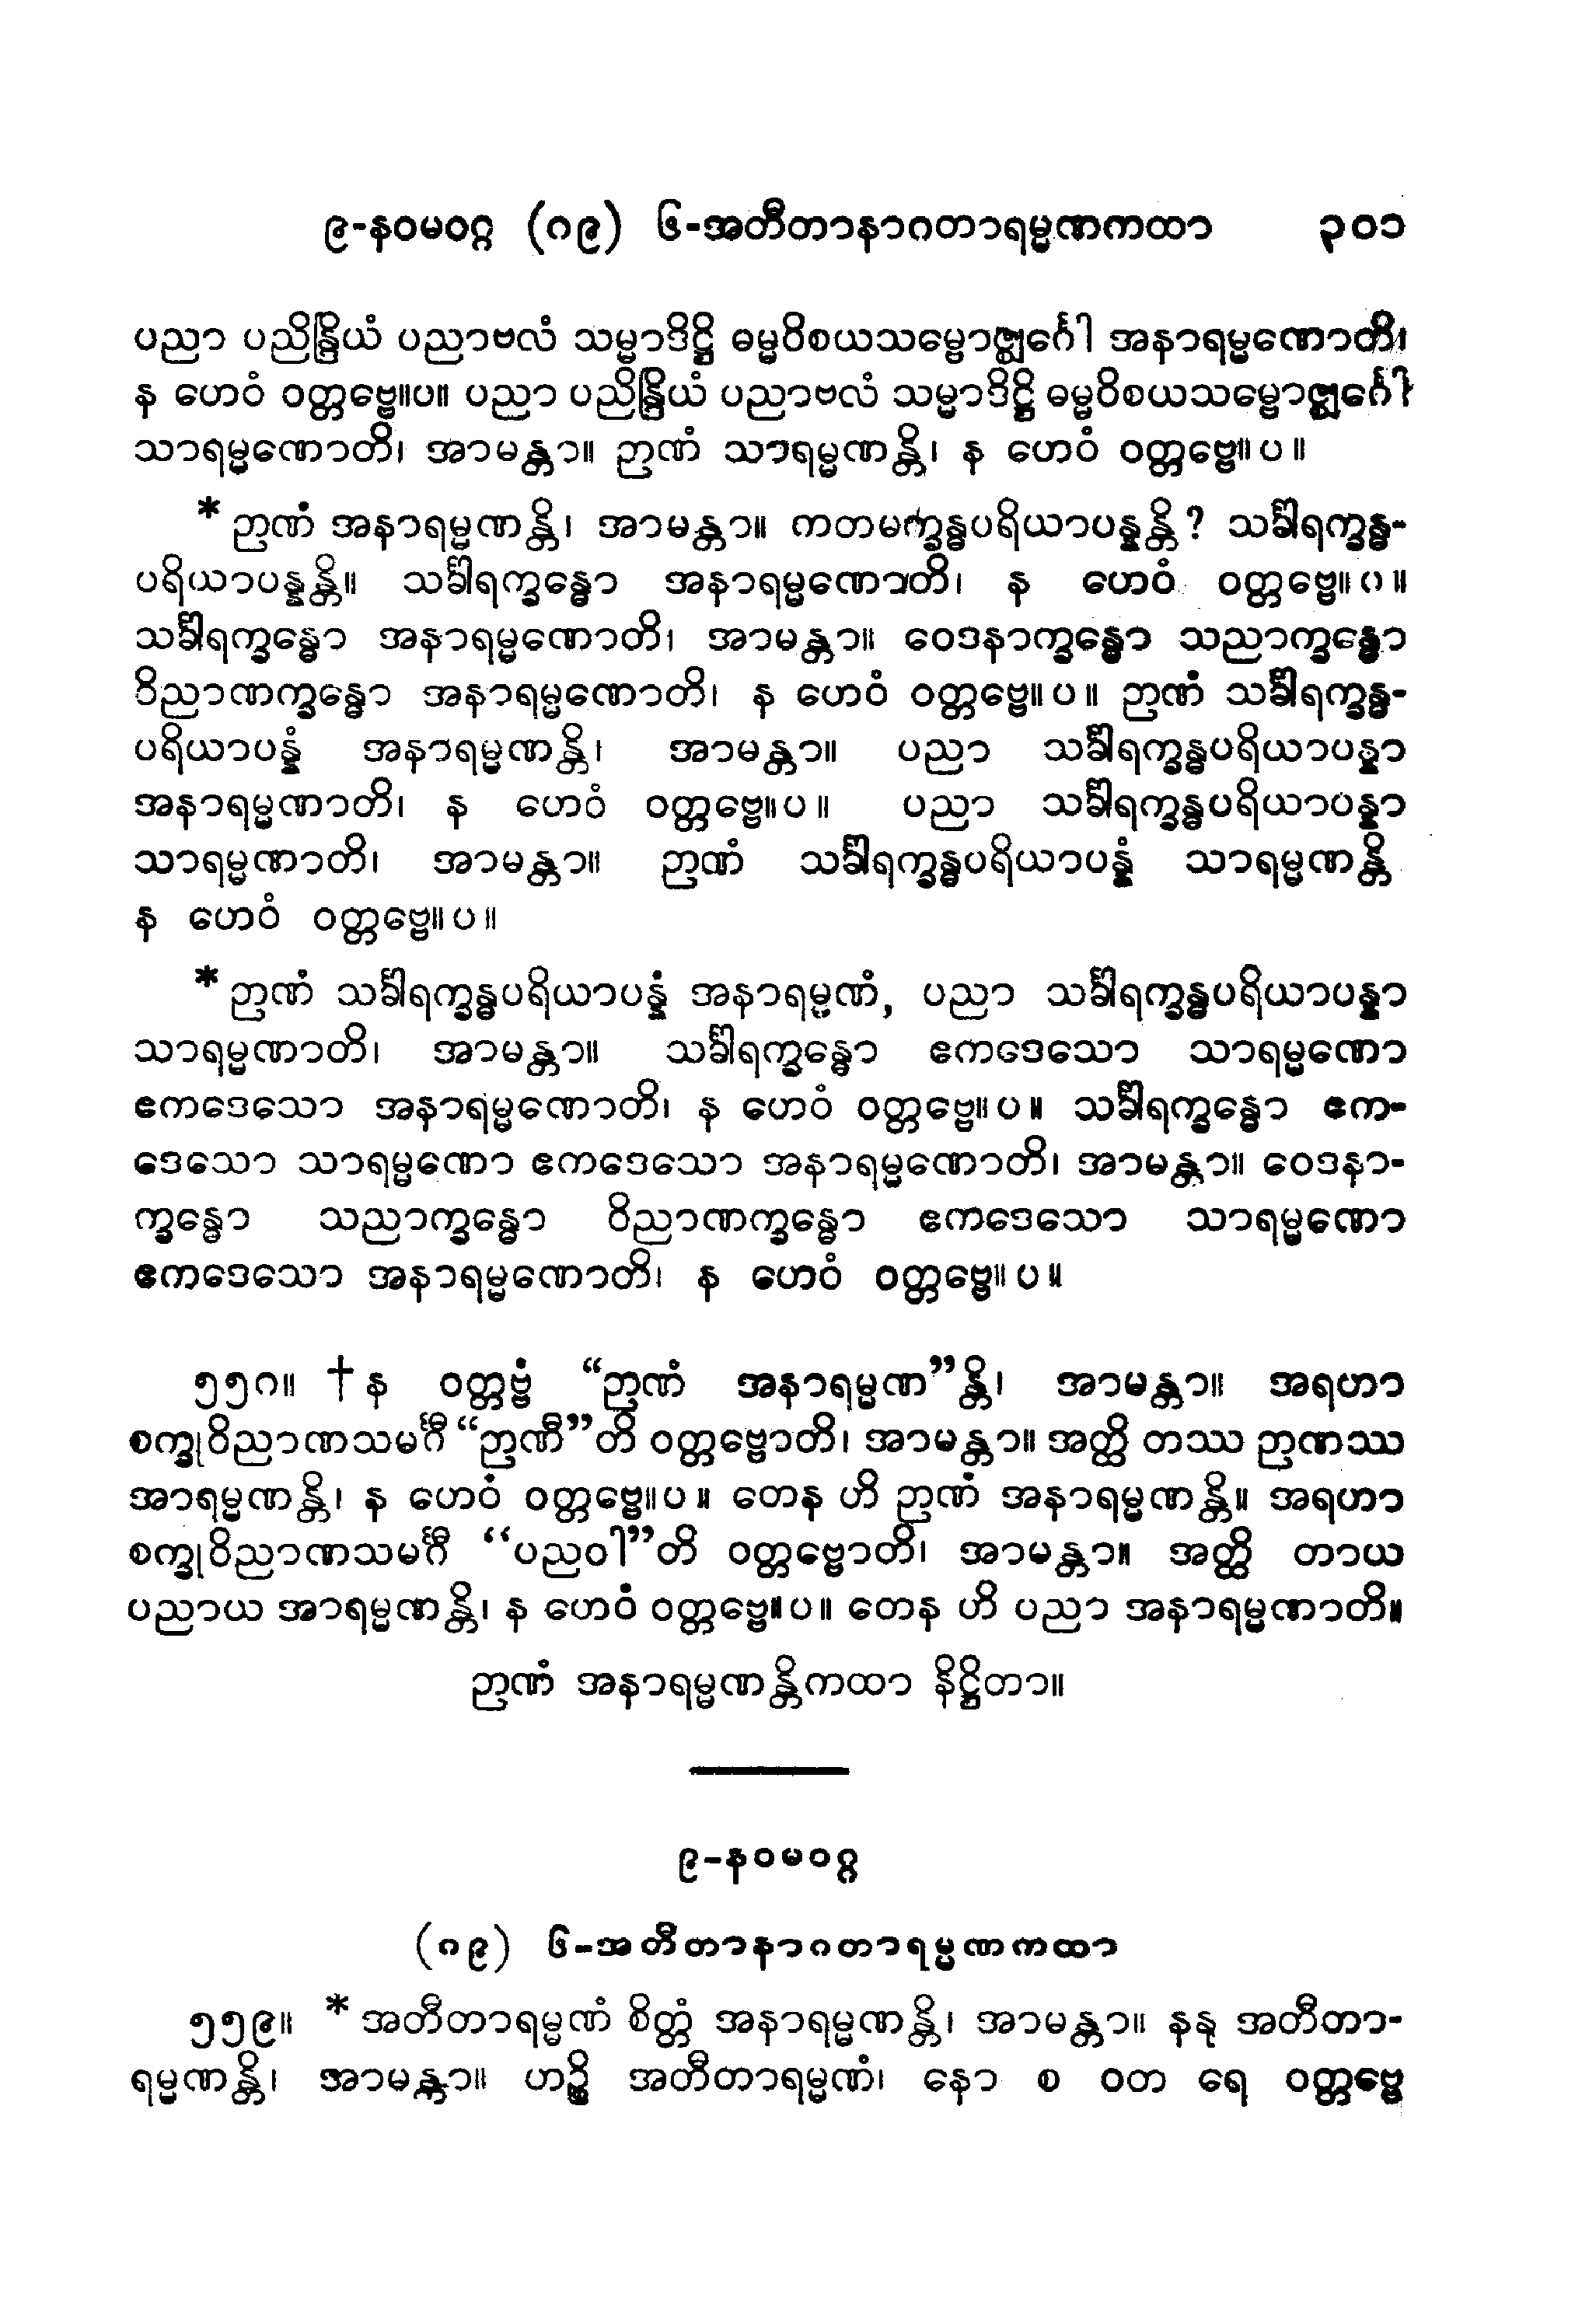 ၉-နဝမဝဂ္ဂ (၈၉) ၆-အတီတာနာဂတာရမ္မဏကထာ ၃၀၁
ပညာ ပညိန္ဒြိယံ ပညာဗလံ သမ္မာဒိဋ္ဌိ ဓမ္မဝိစယသမ္ဗောဇ္ဈင်္ဂေါ အနာရမ္မဏောတိ၊
န ဟေဝံ ဝတ္တဗ္ဗေ။ပ။ ပညာ ပညိန္ဒြိယံ ပညာဗလံ သမ္မာဒိဋ္ဌိ ဓမ္မဝိစယသမ္ဗောဇ္ဈင်္ဂေါ
သာရမ္မဏောတိ၊ အာမန္တာ။ ဉာဏံ သာရမ္မဏန္တိ၊ န ဟေဝံ ဝတ္တဗ္ဗေ။ပ။
* ဉာဏံ အနာရမ္မဏန္တိ၊ အာမန္တာ။ ကတမက္ခန္ဓပရိယာပန္နန္တိ? သင်္ခါရက္ခန္ဓ-
ပရိယာပန္နန္တိ။ သင်္ခါရက္ခန္ဓော အနာရမ္မဏောတိ၊ န ဟေဝံ ဝတ္တဗ္ဗေ။ပ။
သင်္ခါရက္ခန္ဓော အနာရမ္မဏောတိ၊ အာမန္တာ။ ဝေဒနာက္ခန္ဓော သညာက္ခန္ဓော
ဝိညာဏက္ခန္ဓော အနာရမ္မဏောတိ၊ န ဟေဝံ ဝတ္တဗ္ဗေ။ပ။ ဉာဏံ သင်္ခါရက္ခန္ဓ-
ပရိယာပန္နံ အနာရမ္မဏန္တိ၊ အာမန္တာ။ ပညာ သင်္ခါရက္ခန္ဓပရိယာပန္နာ
အနာရမ္မဏာတိ၊ န ဟေဝံ ဝတ္တဗ္ဗေ။ပ။ ပညာ သင်္ခါရက္ခန္ဓပရိယာပန္နာ
သာရမ္မဏာတိ၊ အာမန္တာ။ ဉာဏံ သင်္ခါရက္ခန္ဓပရိယာပန္နံ သာရမ္မဏန္တိ
န ဟေဝံ ဝတ္တဗ္ဗေ။ပ။
* ဉာဏံ သင်္ခါရက္ခန္ဓပရိယာပန္နံ အနာရမ္မဏံ, ပညာ သင်္ခါရက္ခန္ဓပရိယာပန္နာ
သာရမ္မဏာတိ၊ အာမန္တာ။ သင်္ခါရက္ခန္ဓော ဧကဒေသော သာရမ္မဏော
ဧကဒေသော အနာရမ္မဏောတိ၊ န ဟေဝံ ဝတ္တဗ္ဗေ။ပ။ သင်္ခါရက္ခန္ဓော ဧက-
ဒေသော သာရမ္မဏော ဧကဒေသော အနာရမ္မဏောတိ၊ အာမန္တာ။ ဝေဒနာ-
က္ခန္ဓော သညာက္ခန္ဓော ဝိညာဏက္ခန္ဓော ဧကဒေသော သာရမ္မဏော
ဧကဒေသော အနာရမ္မဏောတိ၊ န ဟေဝံ ဝတ္တဗ္ဗေ။ပ။
၅၅၈။ † န ဝတ္တဗ္ဗံ “ဉာဏံ အနာရမ္မဏ”န္တိ၊ အာမန္တာ။ အရဟာ
စက္ခုဝိညာဏသမင်္ဂီ “ဉာဏီ”တိ ဝတ္တဗ္ဗောတိ၊ အာမန္တာ။ အတ္ထိ တဿ ဉာဏဿ
အာရမ္မဏန္တိ၊ န ဟေဝံ ဝတ္တဗ္ဗေ။ပ။ တေန ဟိ ဉာဏံ အနာရမ္မဏန္တိ။ အရဟာ
စက္ခုဝိညာဏသမင်္ဂီ “ပညဝါ”တိ ဝတ္တဗ္ဗောတိ၊ အာမန္တာ။ အတ္ထိ တာယ
ပညာယ အာရမ္မဏန္တိ၊ န ဟေဝံ ဝတ္တဗ္ဗေ။ပ။ တေန ဟိ ပညာ အနာရမ္မဏာတိ။
ဉာဏံ အနာရမ္မဏန္တိကထာ နိဋ္ဌိတာ။
၉-နဝမဝဂ္ဂ
(၈၉) ၆-အတီတာနာဂတာရမ္မဏကထာ
၅၅၉။ * အတီတာရမ္မဏံ စိတ္တံ အနာရမ္မဏန္တိ၊ အာမန္တာ။ နနု အတီတာ-
ရမ္မဏန္တိ၊ အာမန္တာ။ ဟဉ္စိ အတီတာရမ္မဏံ၊ နော စ ဝတ ရေ ဝတ္တဗ္ဗေ